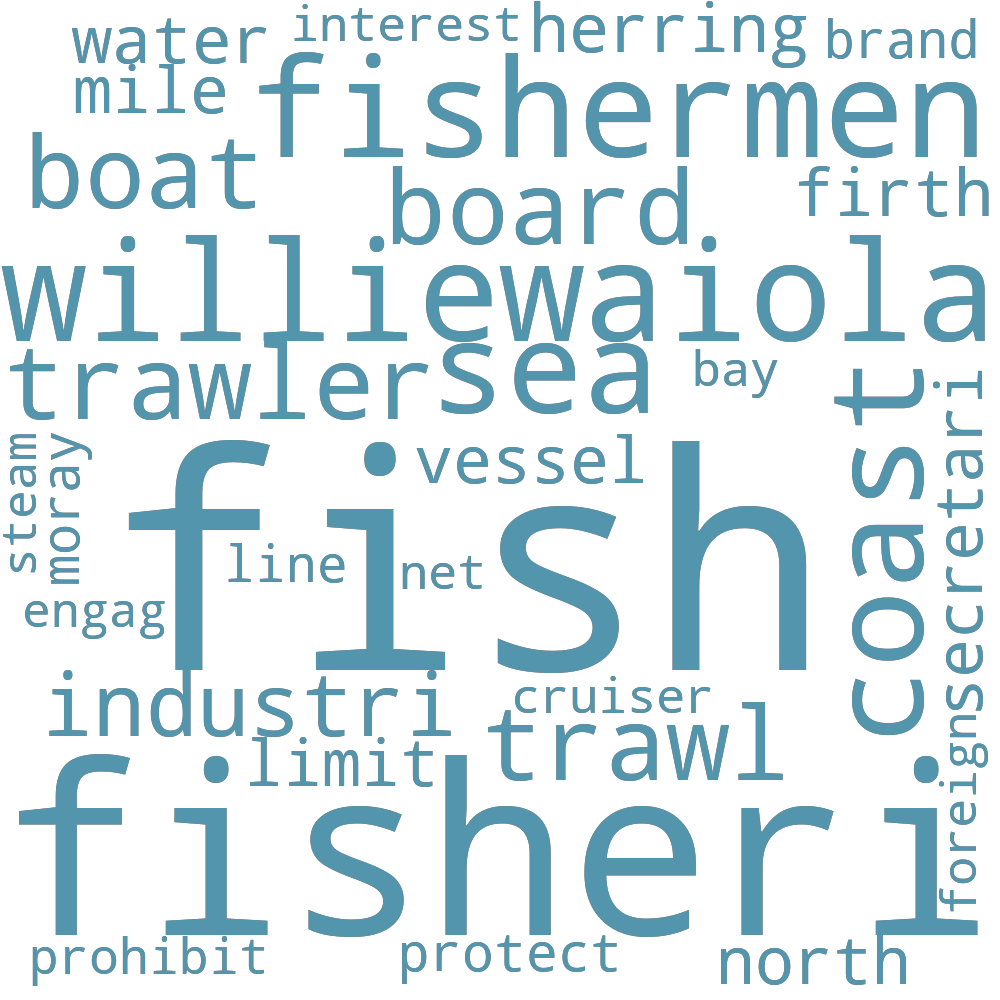 water
interest
herring
brand
mile
fishermen
boat
board
firth
williewaiola
trawler
sea
bay
coast
secretari
steam
moray
vessel
fish
line
net
engag
industri
cruiser
trawl
limit
foreign
fisheri
prohibit
protect
north